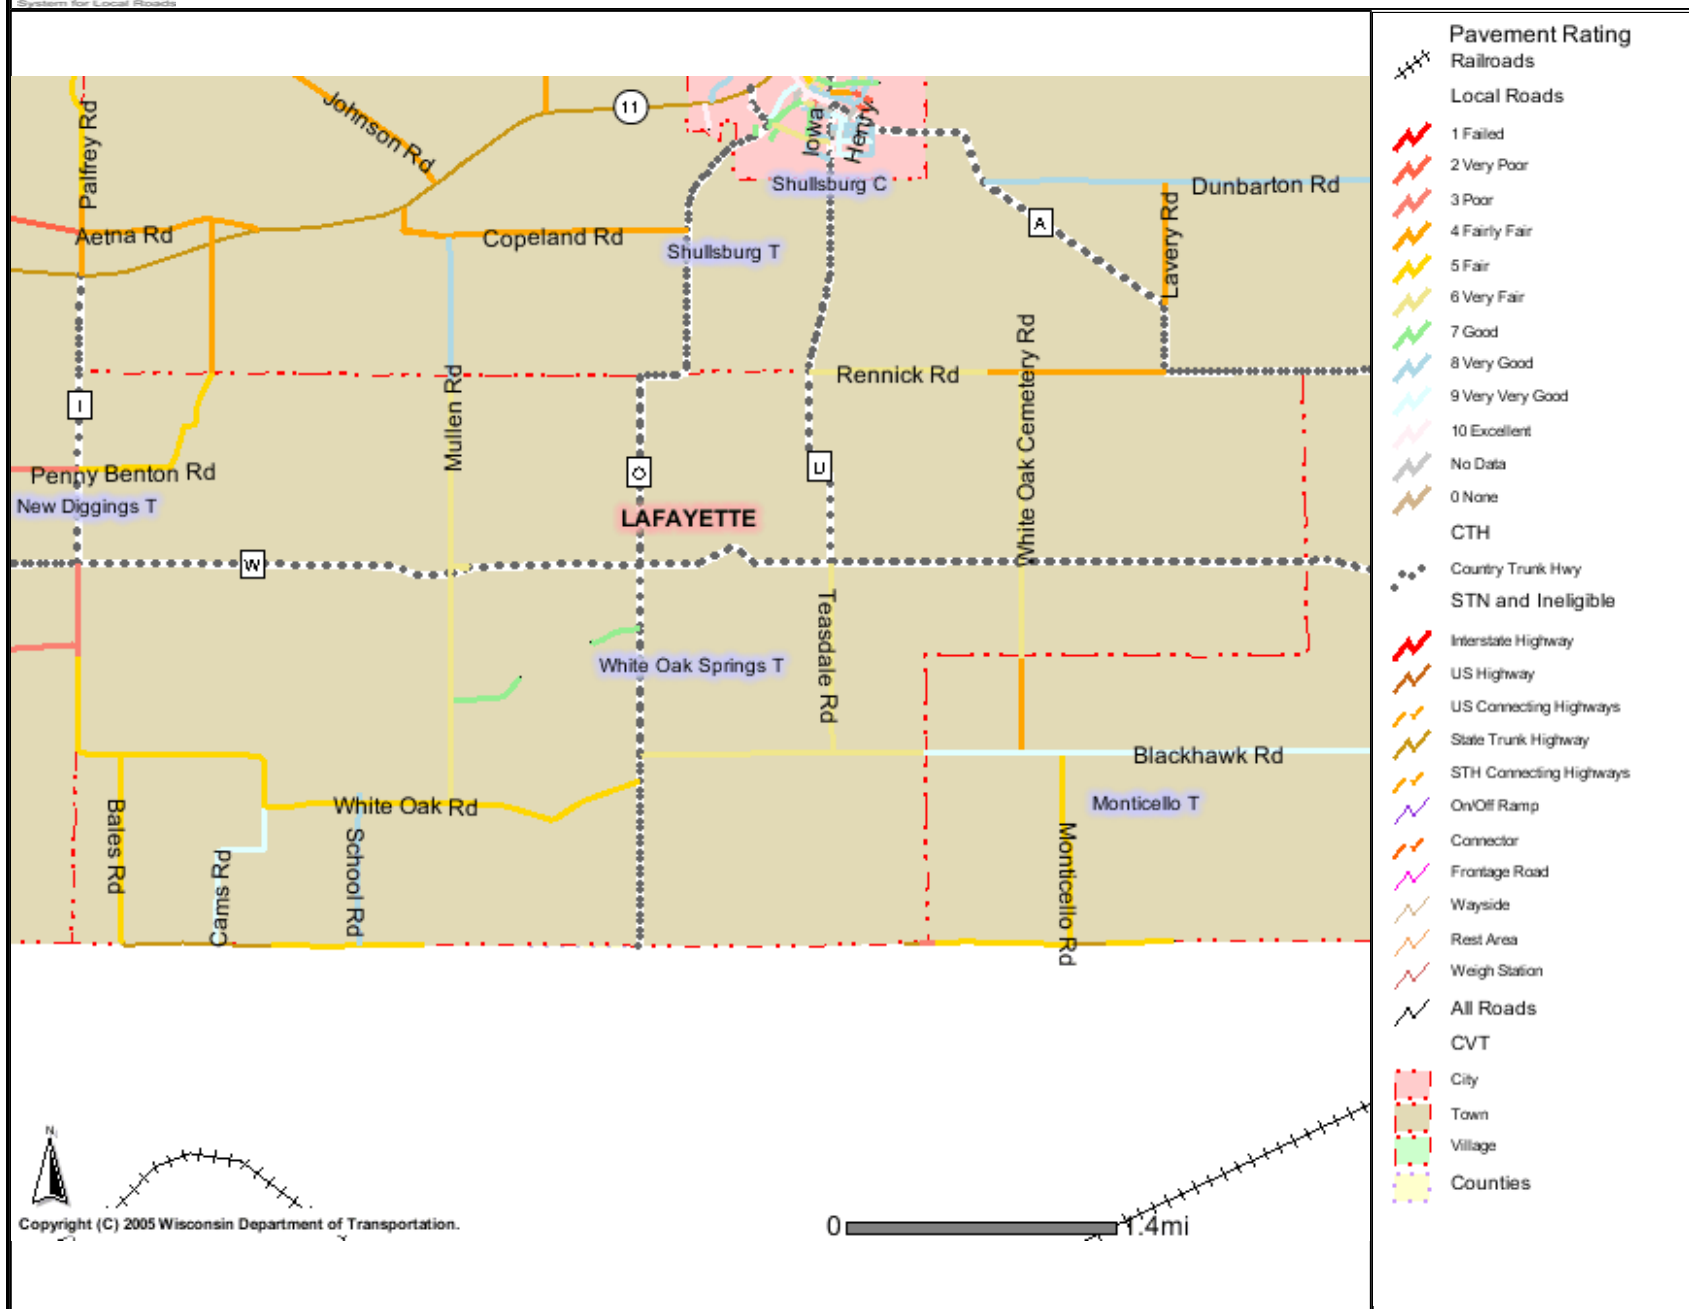 System for Local Roads
Palfrey Rd
Johnson Rd
11
Iowa
Henry
Shullsburg C
Dunbarton Rd
A
Lavery Rd
Aetna Rd
Copeland Rd
Shullsburg T
Rennick Rd
White Oak Cemetery Rd
I
Mullen Rd
O
U
Penny Benton Rd
New Diggings T
LAFAYETTE
W
Teasdale Rd
White Oak Springs T
Blackhawk Rd
Monticello T
White Oak Rd
Bales Rd
Cams Rd
School Rd
Monticello Rd
N
Copyright (C) 2005 Wisconsin Department of Transportation.
0 1.4mi
Pavement Rating
Railroads
Local Roads
1 Failed
2 Very Poor
3 Poor
4 Fairly Fair
5 Fair
6 Very Fair
7 Good
8 Very Good
9 Very Very Good
10 Excellent
No Data
0 None
CTH
Country Trunk Hwy
STN and Ineligible
Interstate Highway
US Highway
US Connecting Highways
State Trunk Highway
STH Connecting Highways
On/Off Ramp
Connector
Frontage Road
Wayside
Rest Area
Weigh Station
All Roads
CVT
City
Town
Village
Counties